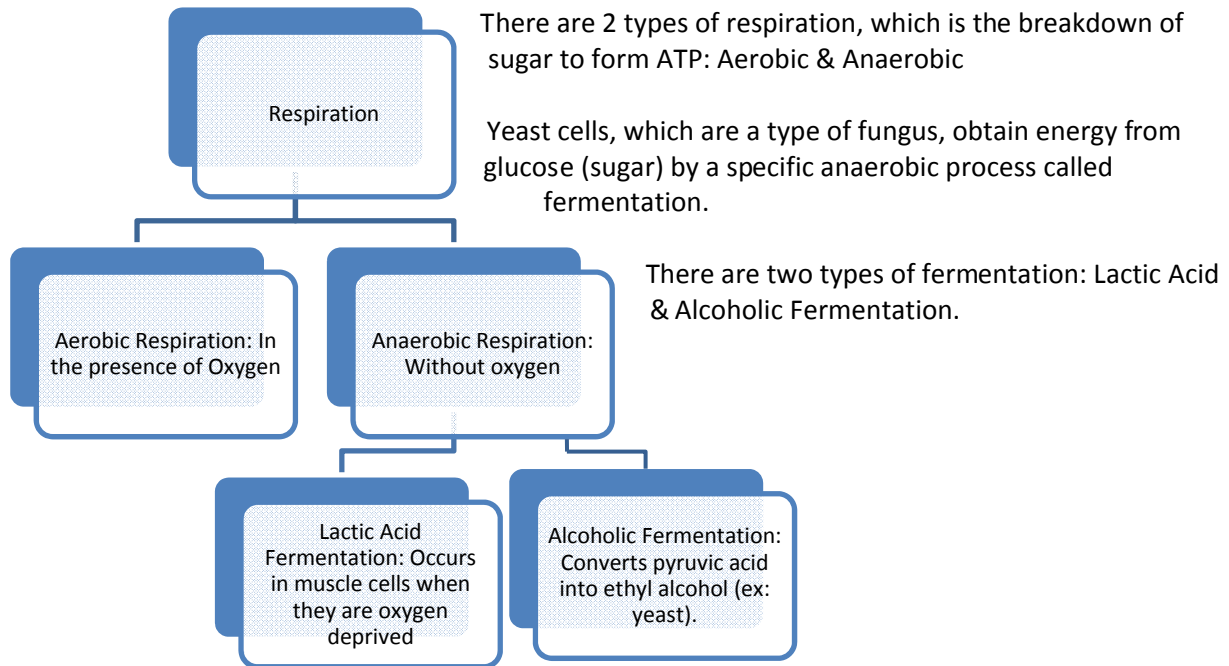 There are 2 types of respiration, which is the breakdown of
sugar to form ATP: Aerobic & Anaerobic
Respiration
Yeast cells, which are a type of fungus, obtain energy from
glucose (sugar) by a specific anaerobic process called
fermentation.
There are two types of fermentation: Lactic Acid
& Alcoholic Fermentation.
Aerobic Respiration: In
the presence of Oxygen
Anaerobic Respiration:
Without oxygen
Lactic Acid
Fermentation: Occurs
in muscle cells when
they are oxygen
deprived
Alcoholic Fermentation:
Converts pyruvic acid
into ethyl alcohol (ex:
yeast).